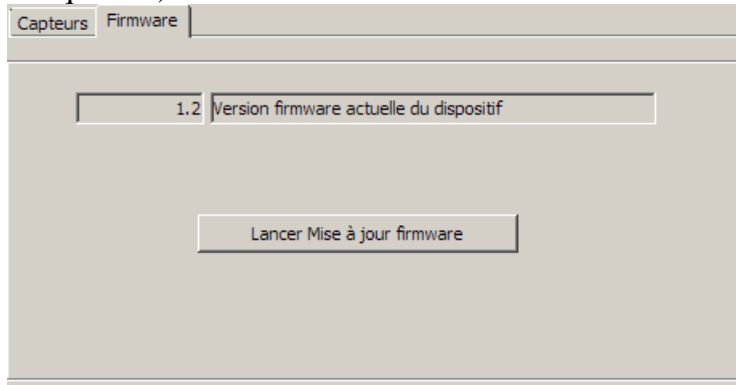 Capteurs Firmware
1.2 Version firmware actuelle du dispositif
Lancer Mise à jour firmware